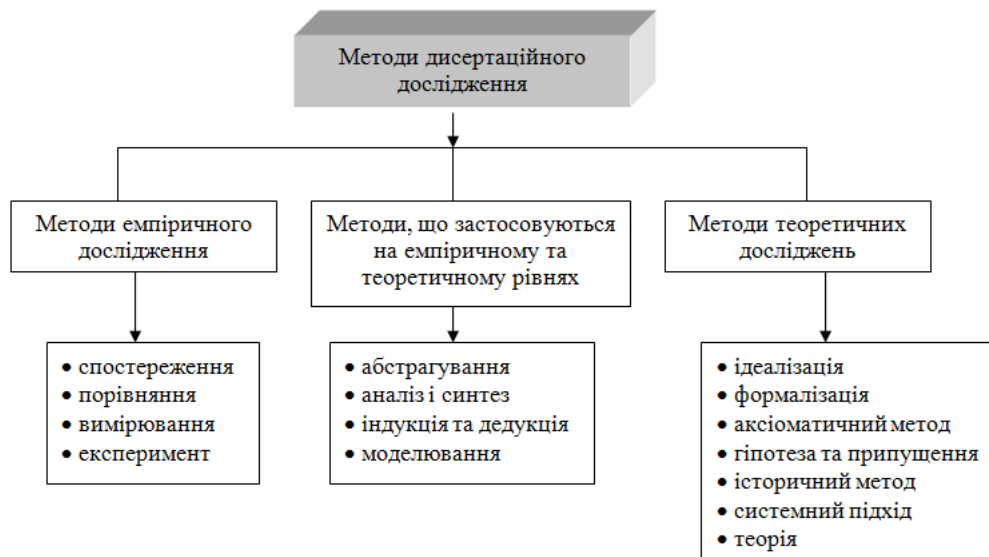 Методи дисертаційного
дослідження
Методи емпіричного
дослідження
Методи, що застосовуються
на емпіричному та
теоретичному рівнях
Методи теоретичних
досліджень
• спостереження
• порівняння
• вимірювання
• експеримент
• абстрагування
• аналіз і синтез
• індукція та дедукція
• моделювання
• ідеалізація
• формалізація
• аксіоматичний метод
• гіпотеза та припущення
• історичний метод
• системний підхід
• теорія